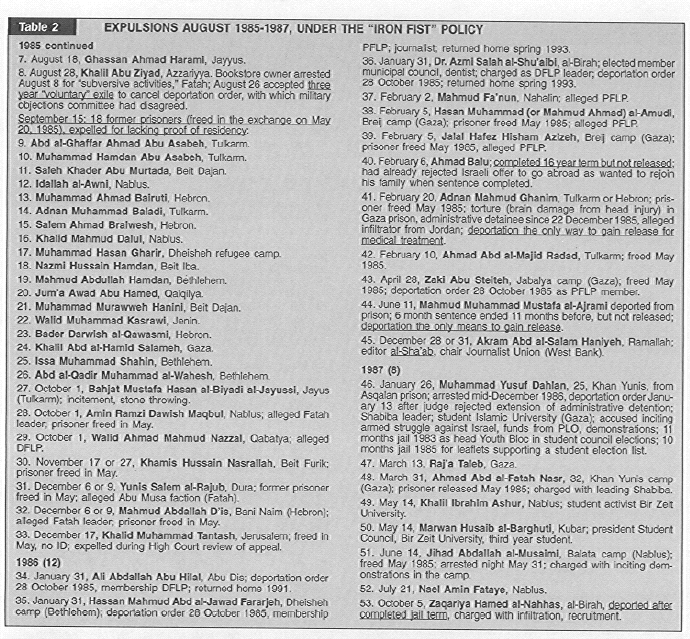 Table 2 EXPULSIONS AUGUST 1985-1987, UNDER THE "IRON FIST" POLICY
1985 continued
7. August 18, Ghassan Ahmad Harami, Jayyus.
8. August 28, Khalil Abu Ziyad, Azzariyya. Bookstore owner arrested
August 8 for "subversive activities," Fatah; August 26 accepted three
year "voluntary" exile to cancel deportation order, with which military
objections committee had disagreed.
September 15: 18 former prisoners (freed in the exchange on May
20, 1985), expelled for lacking proof of residency:
9. Abd al-Ghaffar Ahmad Abu Asabeh, Tulkarm.
10. Muhammad Hamdan Abu Asabeh, Tulkarm.
11. Saleh Khader Abu Murtada, Beit Dajan.
12. Idallah al-Awni, Nablus.
13. Muhammad Ahmad Bairuti, Hebron.
14. Adnan Muhammad Baladi, Tulkarm.
15. Salem Ahmad Bralwesh, Hebron.
16. Khalid Mahmud Dalul, Nablus.
17. Muhammad Hasan Gharir, Dheisheh refugee camp.
18. Nazmi Hussain Hamdan, Beit Iba.
19. Mahmud Abdullah Hamdan, Bethlehem.
20. Jum'a Awad Abu Hamed, Qalqilya.
21. Muhammad Murawweh Hanini, Beit Dajan.
22. Walid Muhammad Kasrawi, Jenin.
23. Bader Darwish al-Qawasmi, Hebron.
24. Khalil Abd al-Hamid Salameh, Gaza.
25. Issa Muhammad Shahin, Bethlehem.
26. Abd al-Qadir Muhammad al-Wahesh, Bethlehem.
27. October 1, Bahjat Mustafa Hasan al-Biyadi al-Jayussi, Jayus
(Tulkarm); incitement, stone throwing.
28. October 1, Amin Ramzi Dawish Maqbul, Nablus; alleged Fatah
leader; prisoner freed in May.
29. October 1, Walid Ahmad Mahmud Nazzal, Qabatya; alleged
DFLP.
30. November 17 or 27, Khamis Hussain Nasrallah, Beit Furik;
prisoner freed in May.
31. December 6 or 9, Yunis Salem al-Rajub, Dura; former prisoner
freed in May; alleged Abu Musa faction (Fatah).
32. December 6 or 9, Mahmud Abdallah D'is, Bani Naim (Hebron);
alleged Fatah leader; prisoner freed in May.
33. December 17, Khalid Muhammad Tantash, Jerusalem; freed in
May, no ID; expelled during High Court review of appeal.
1986 (12)
34. January 31, Ali Abdallah Abu Hilal, Abu Dis; deportation order
28 October 1985, membership DFLP; returned home 1991.
35. January 31, Hassan Mahmud Abd al-Jawad Fararjeh, Dheisheh
camp (Bethlehem); deportation order 28 October 1985, membership
PFLP; journalist; returned home spring 1993.
36. January 31, Dr. Azmi Salah al-Shu'aibi, al-Birah; elected member
municipal council, dentist; charged as DFLP leader; deportation order
28 October 1985; returned home spring 1993.
37. February 2, Mahmud Fa'nun, Nahalin; alleged PFLP.
38. February 5, Hasan Muhammad (or Mahmud Ahmad) al-Amudi,
Breij camp (Gaza); prisoner freed May 1985; alleged PFLP.
39. February 5, Jalal Hafez Hisham Azizeh, Breij camp (Gaza);
prisoner freed May 1985, alleged PFLP.
40. February 6, Ahmad Balu; completed 16 year term but not released;
had already rejected Israeli offer to go abroad as wanted to rejoin
his family when sentence completed.
41. February 20, Adnan Muhammad Ghanim, Tulkarm or Hebron; pris-
oner freed May 1985; torture (brain damage from head injury) in
Gaza prison, administrative detainee since 22 December 1985, alleged
infiltrator from Jordan; deportation the only way to gain release for
medical treatment.
42. February 10, Ahmad Abd al-Majid Radad, Tulkarm; freed May
1985.
43. April 28, Zaki Abu Steiteh, Jabalya camp (Gaza); freed May
1985; deportation order 28 October 1985 as PFLP member.
44. June 11, Mahmud Muhammad Mustafa al-Ajrami deported from
prison; 6 month sentence ended 11 months before, but not released;
deportation the only means to gain release.
45. December 28 or 31, Akram Abd al-Salam Haniyeh, Ramallah;
editor al-Sha'ab, chair Journalist Union (West Bank).
1987 (8)
46. January 26, Muhammad Yusuf Dahlan, 25, Khan Yunis, from
Asqalan prison; arrested mid-December 1986, deportation order Janu-
ary 13 after judge rejected extension of administrative detention;
Shabiba leader; student Islamic University (Gaza); accused inciting
armed struggle against Israel, funds from PLO, demonstrations; 11
months jail 1983 as head Youth Bloc in student council elections; 10
months jail 1985 for leaflets supporting a student election list.
47. March 13, Raj'a Taleb, Gaza.
48. March 31, Ahmad Abd al-Fatah Nasr, 32, Khan Yunis camp
(Gaza); prisoner released May 1985; charged with leading Shabiba.
49. May 14, Khalil Ibrahim Ashur, Nablus; student activist Bir Zeit
University.
50. May 14, Marwan Husaib al-Barghuti, Kubar; president Student
Council, Bir Zeit University, third year student.
51. June 14, Jihad Abdallah al-Musaimi, Balata camp (Nablus);
freed May 1985; arrested night May 31; charged with inciting dem-
onstrations in the camp.
52. July 21, Nael Amin Fataye, Nablus.
53. October 5, Zaqariya Hamed al-Nahhas, al-Birah, deported after
completed jail term, charged with infiltration, recruitment.